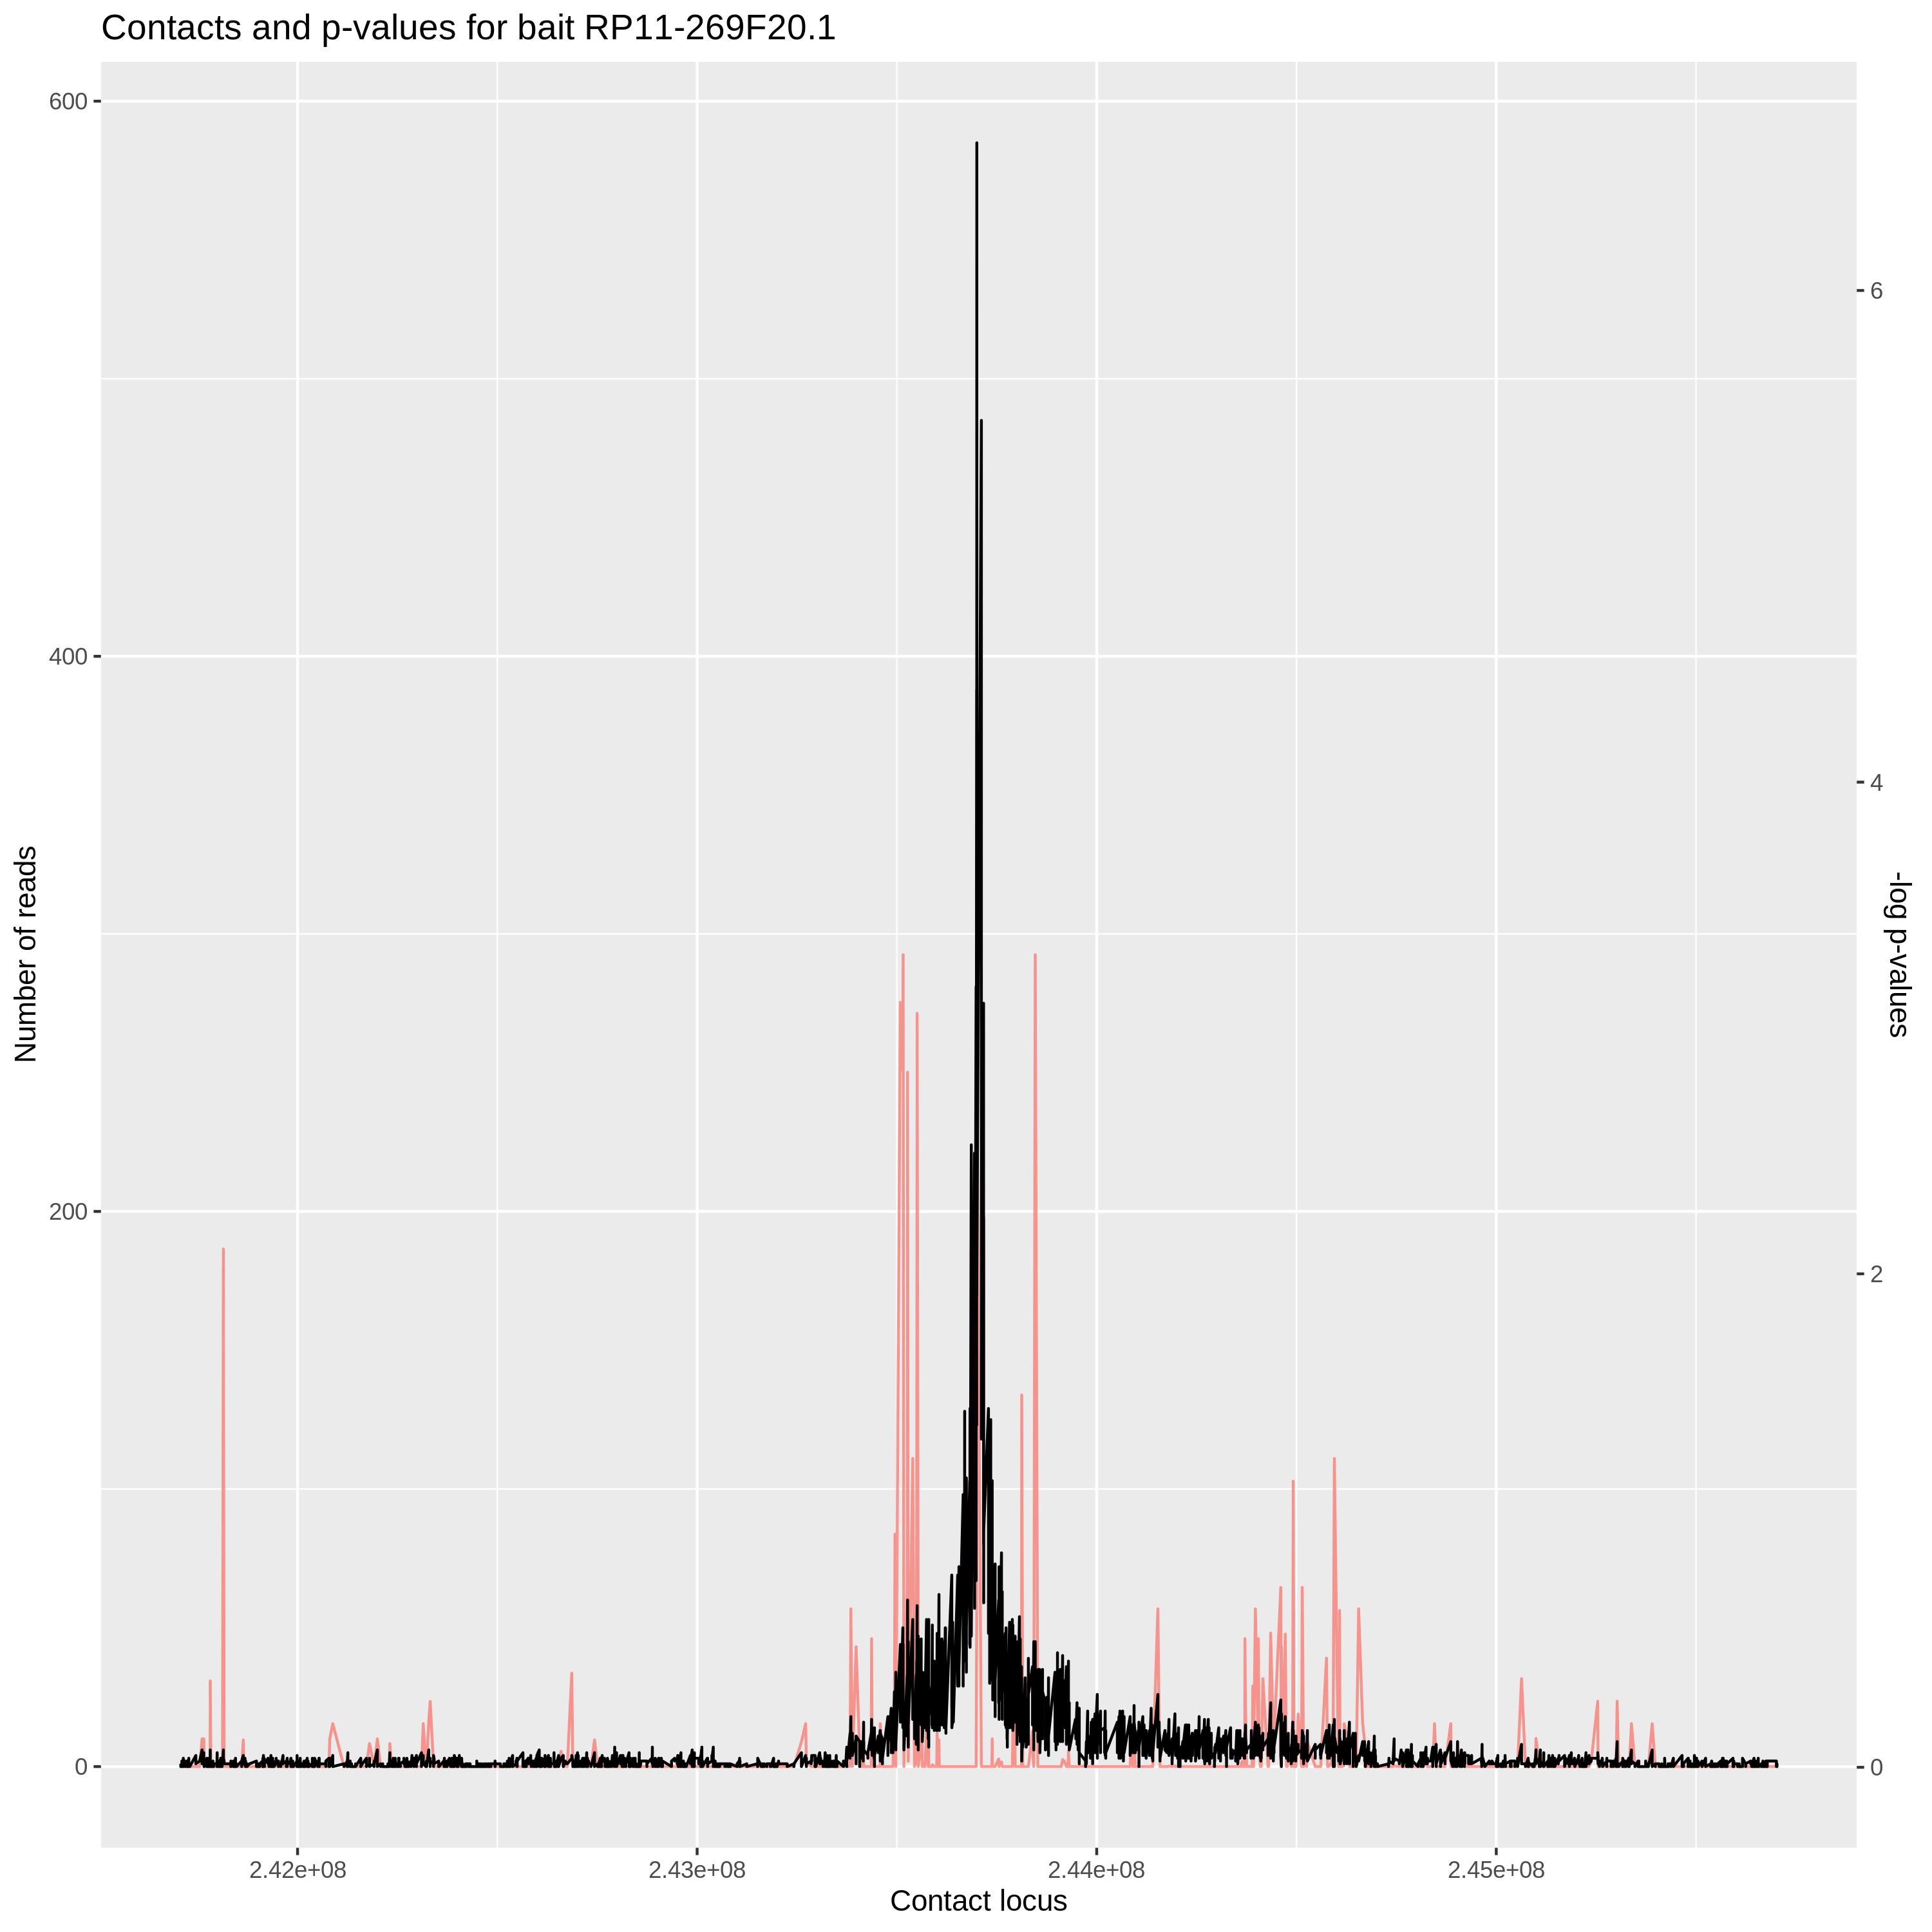 Contacts and p-values for bait RP11-269F20.1
600
400
200
0
Number of reads
6
4
2
0
-log p-values
2.42e+08
2.43e+08
2.44e+08
2.45e+08
Contact locus